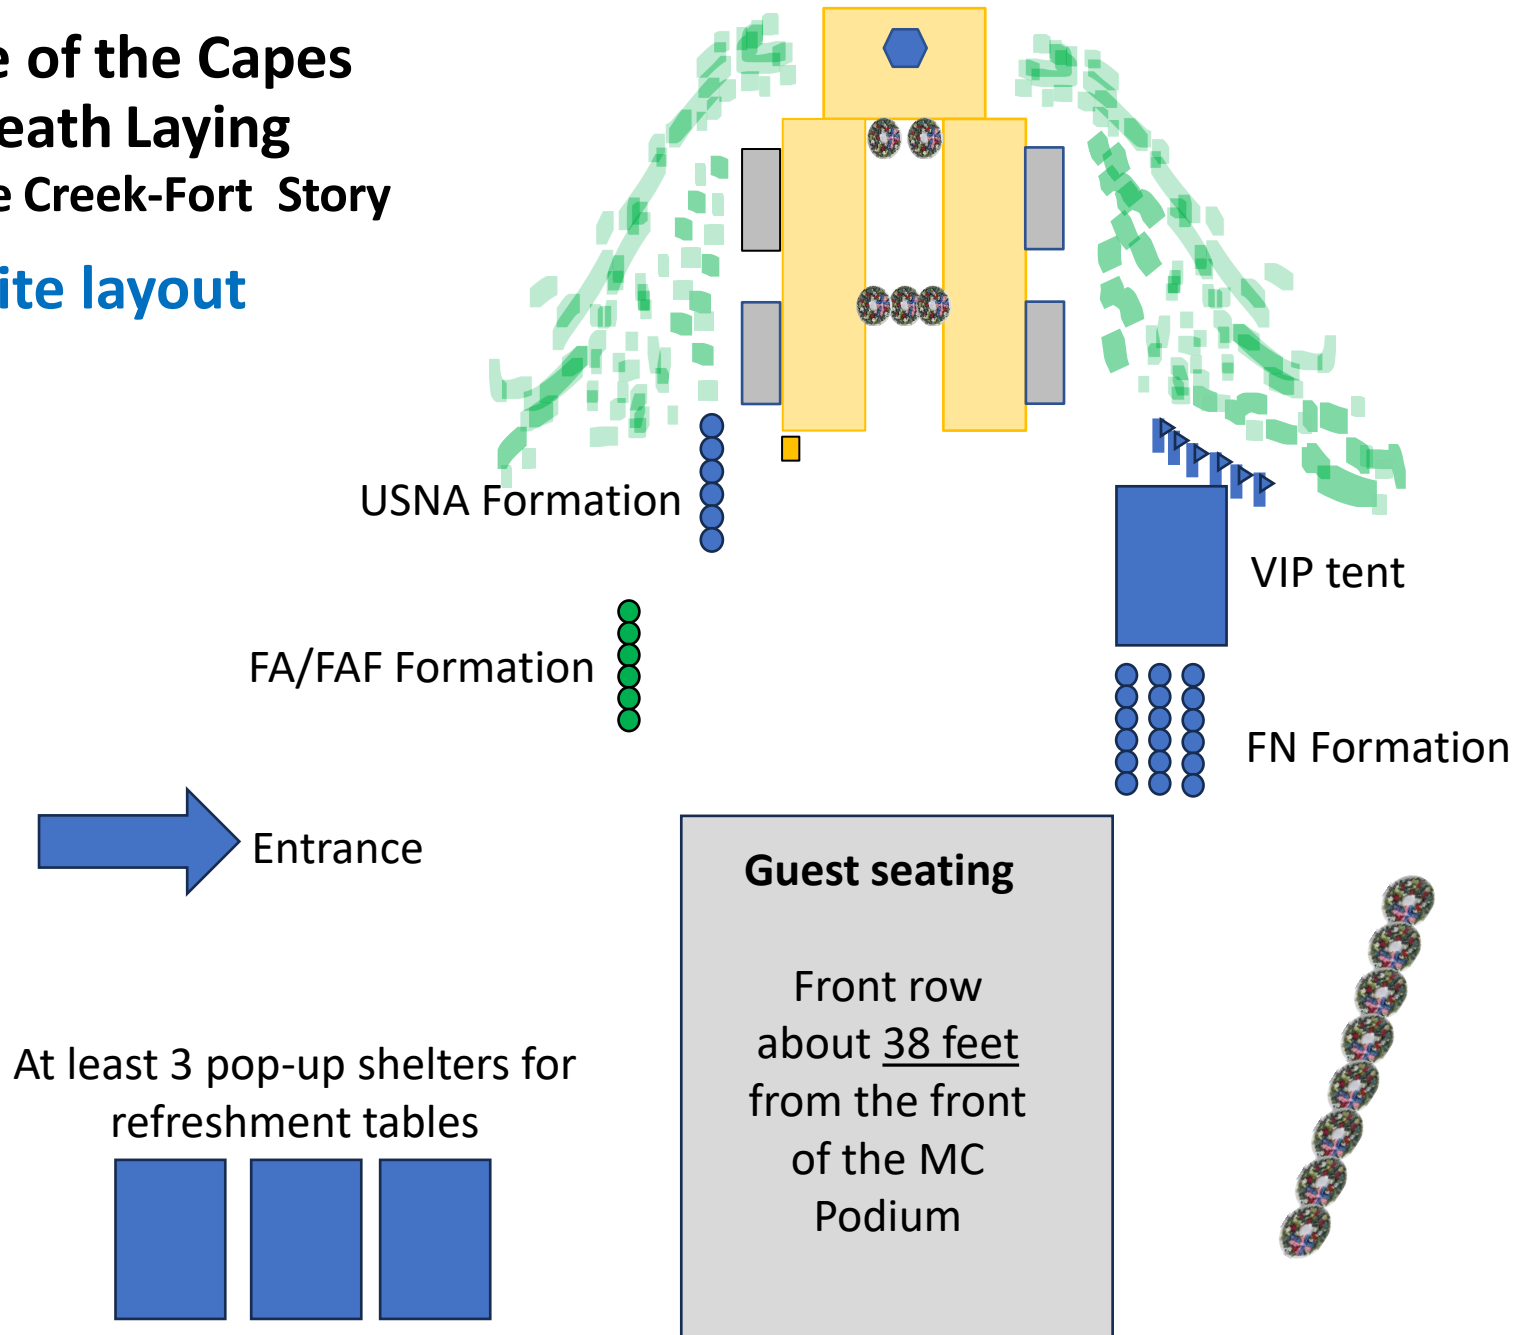 e of the Capes
eath Laying
e Creek-Fort Story
ite layout
USNA Formation
VIP tent
FA/FAF Formation
FN Formation
Entrance
Guest seating
Front row
about 38 feet
from the front
of the MC
Podium
At least 3 pop-up shelters for
refreshment tables